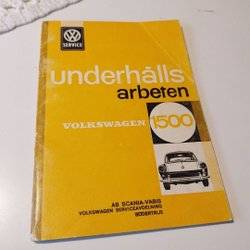 VW
SERVICE
underhålls
arbeten
VOLKSWAGEN 1500
AB SCANIA-VABIS
VOLKSWAGEN SERVICEAVDELNING
SÖDERTÄLJE